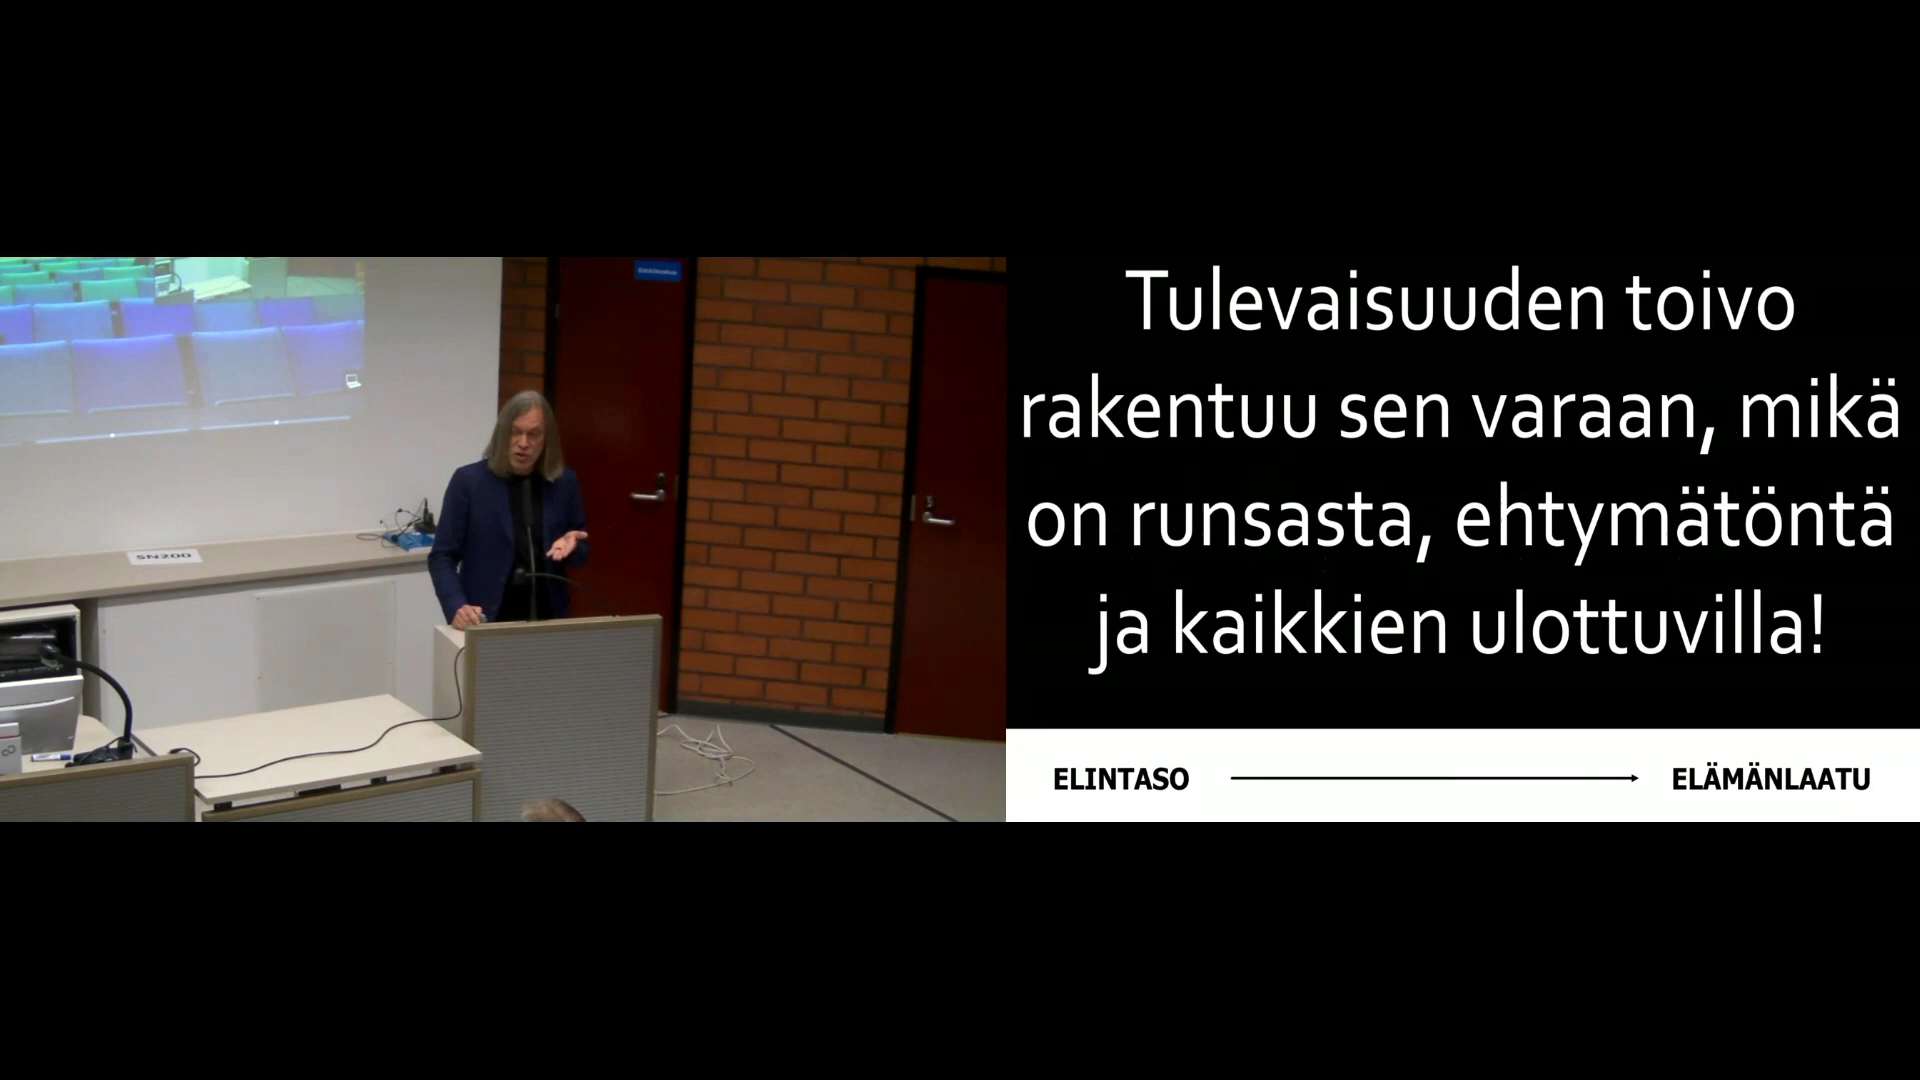 SN200
Tulevaisuuden toivo
rakentuu sen varaan, mikä
on runsasta, ehtymätöntä
ja kaikkien ulottuvilla!
ELINTASO
ELÄMÄNLAATU